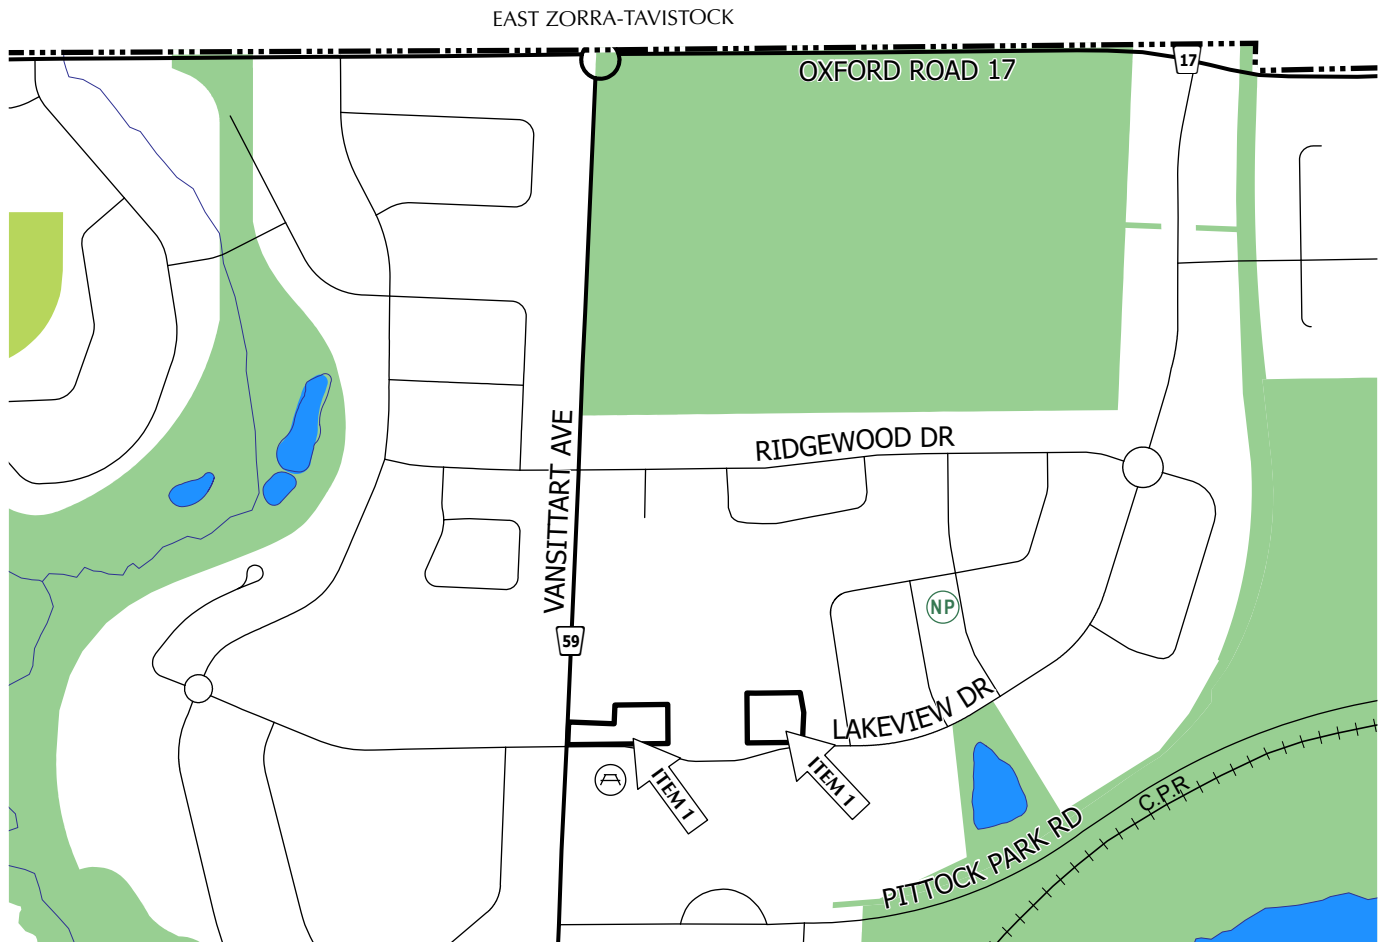 EAST ZORRA-TAVISTOCK
17
OXFORD ROAD 17
RIDGEWOOD DR
VANSITTART AVE
NP
59
LAKEVIEW DR
ITEM 1
ITEM 1
C.P.R
PITTOCK PARK RD